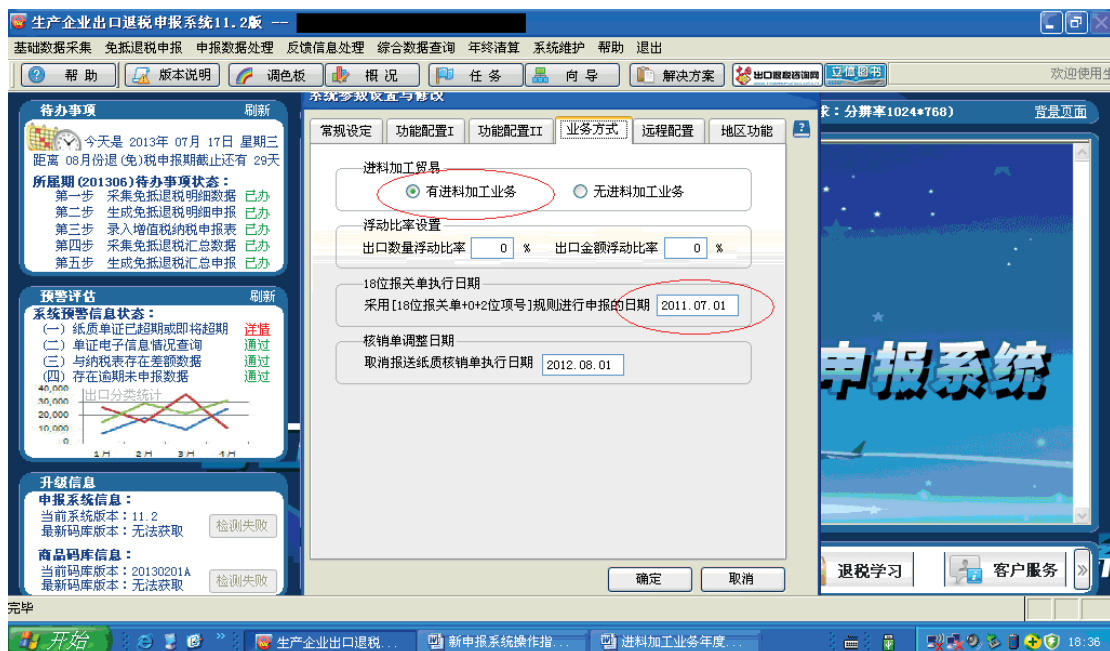 生产企业出口退税申报系统11.2版 --
基础数据采集 免抵退税申报 申报数据处理 反馈信息处理 综合数据查询 年终清算 系统维护 帮助 退出
帮 助 版本说明 调色板 概 况 任 务 向 导 解决方案 出口退税咨询网 立信图书 欢迎使用生
待办事项 刷新
今天是 2013年 07月 17日 星期三
距离 08月份退(免)税申报期截止还有 29天
所属期(201306)待办事项状态：
第一步 采集免抵退税明细数据 已办
第二步 生成免抵退税明细申报 已办
第三步 录入增值税纳税申报表 已办
第四步 采集免抵退税汇总数据 已办
第五步 生成免抵退税汇总申报 已办
预警评估 刷新
系统预警信息状态：
(一) 纸质单证已超期或即将超期 详情
(二) 单证电子信息情况查询 通过
(三) 与纳税表存在差额数据 通过
(四) 存在逾期未申报数据 通过
出口分类统计
40,000
30,000
20,000
10,000
0
1月 2月 3月 4月
升级信息
申报系统信息：
当前系统版本：11.2
最新码库版本：无法获取 检测失败
商品码库信息：
当前码库版本：20130201A
最新码库版本：无法获取 检测失败
系统参数设置与修改
常规设定 功能配置I 功能配置II 业务方式 远程配置 地区功能
进料加工贸易
有进料加工业务 无进料加工业务
浮动比率设置
出口数量浮动比率 0 % 出口金额浮动比率 0 %
18位报关单执行日期
采用[18位报关单+0+2位项号]规则进行申报的日期 2011.07.01
核销单调整日期
取消报送纸质核销单执行日期 2012.08.01
确定 取消
：分辨率1024*768) 背景页面
申报系统
退税学习 客户服务
完毕
开始 生产企业出口退税... 新申报系统操作指... 进料加工业务年度... 18:36